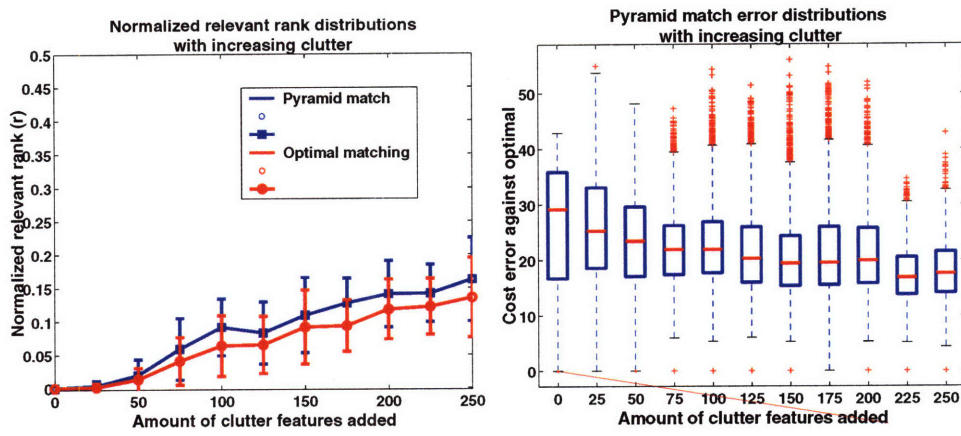 Normalized relevant rank distributions
with increasing clutter
Normalized relevant rank (r)
0.5
0.45
0.4
0.35
0.3
0.25
0.2
0.15
0.1
0.05
0
Pyramid match
Optimal matching
0 50 100 150 200 250
Amount of clutter features added
Pyramid match error distributions
with increasing clutter
Cost error against optimal
50
40
30
20
10
0
0 25 50 75 100 125 150 175 200 225 250
Amount of clutter features added